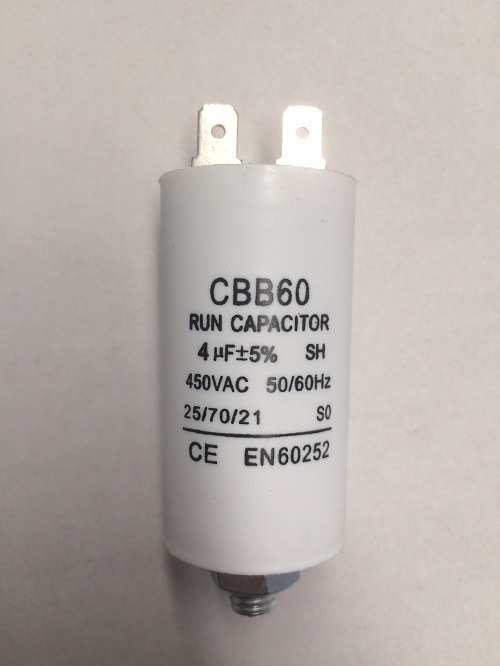 CBB60
RUN CAPACITOR
4 µF±5% SH
450VAC 50/60Hz
25/70/21 S0
CE EN60252